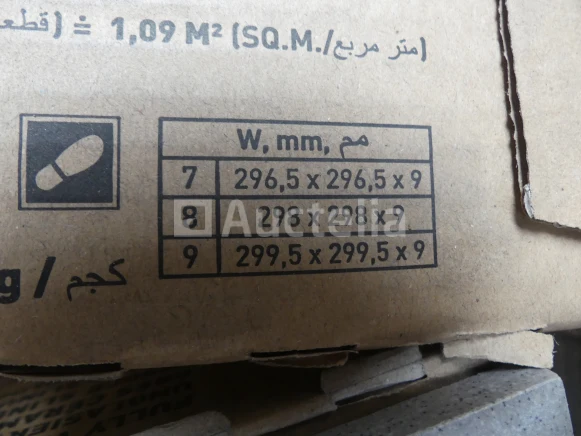 (قطع) ≐ 1,09 M² (SQ.M./متر مربع)
W, mm, مم
7 296,5 x 296,5 x 9
8 298 x 298 x 9
9 299,5 x 299,5 x 9
Auctelia
g / كجم